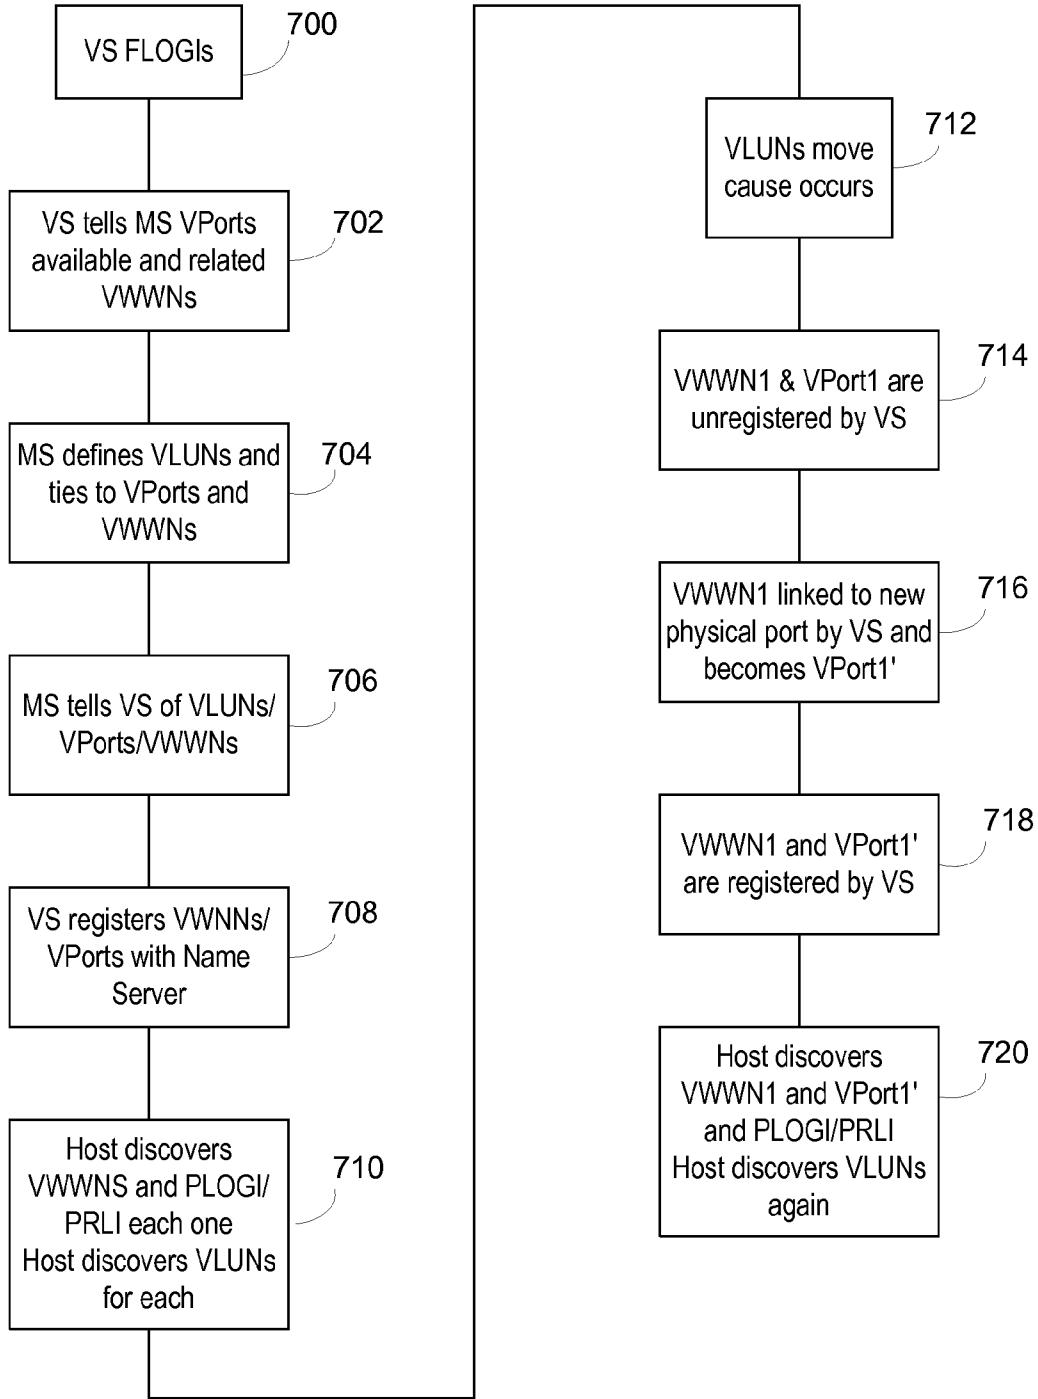 VS FLOGIs
700
VS tells MS VPorts
available and related
VWWNs
702
MS defines VLUNs and
ties to VPorts and
VWWNs
704
MS tells VS of VLUNs/
VPorts/VWWNs
706
VS registers VWNNs/
VPorts with Name
Server
708
Host discovers
VWWNS and PLOGI/
PRLI each one
Host discovers VLUNs
for each
710
VLUNs move
cause occurs
712
VWWN1 & VPort1 are
unregistered by VS
714
VWWN1 linked to new
physical port by VS and
becomes VPort1'
716
VWWN1 and VPort1'
are registered by VS
718
Host discovers
VWWN1 and VPort1'
and PLOGI/PRLI
Host discovers VLUNs
again
720